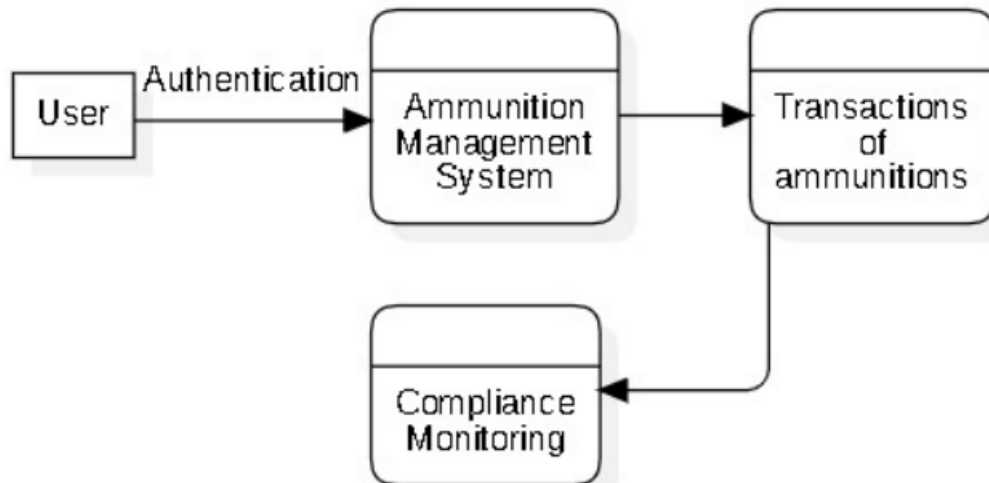 User
Authentication
Ammunition
Management
System
Transactions
of
ammunitions
Compliance
Monitoring